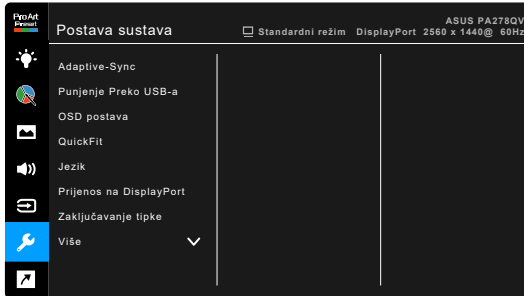 ProArt
Preset
Postava sustava
ASUS PA278QV
Standardni režim DisplayPort 2560 x 1440@ 60Hz
Adaptive-Sync
Punjenje Preko USB-a
OSD postava
QuickFit
Jezik
Prijenos na DisplayPort
Zaključavanje tipke
Više